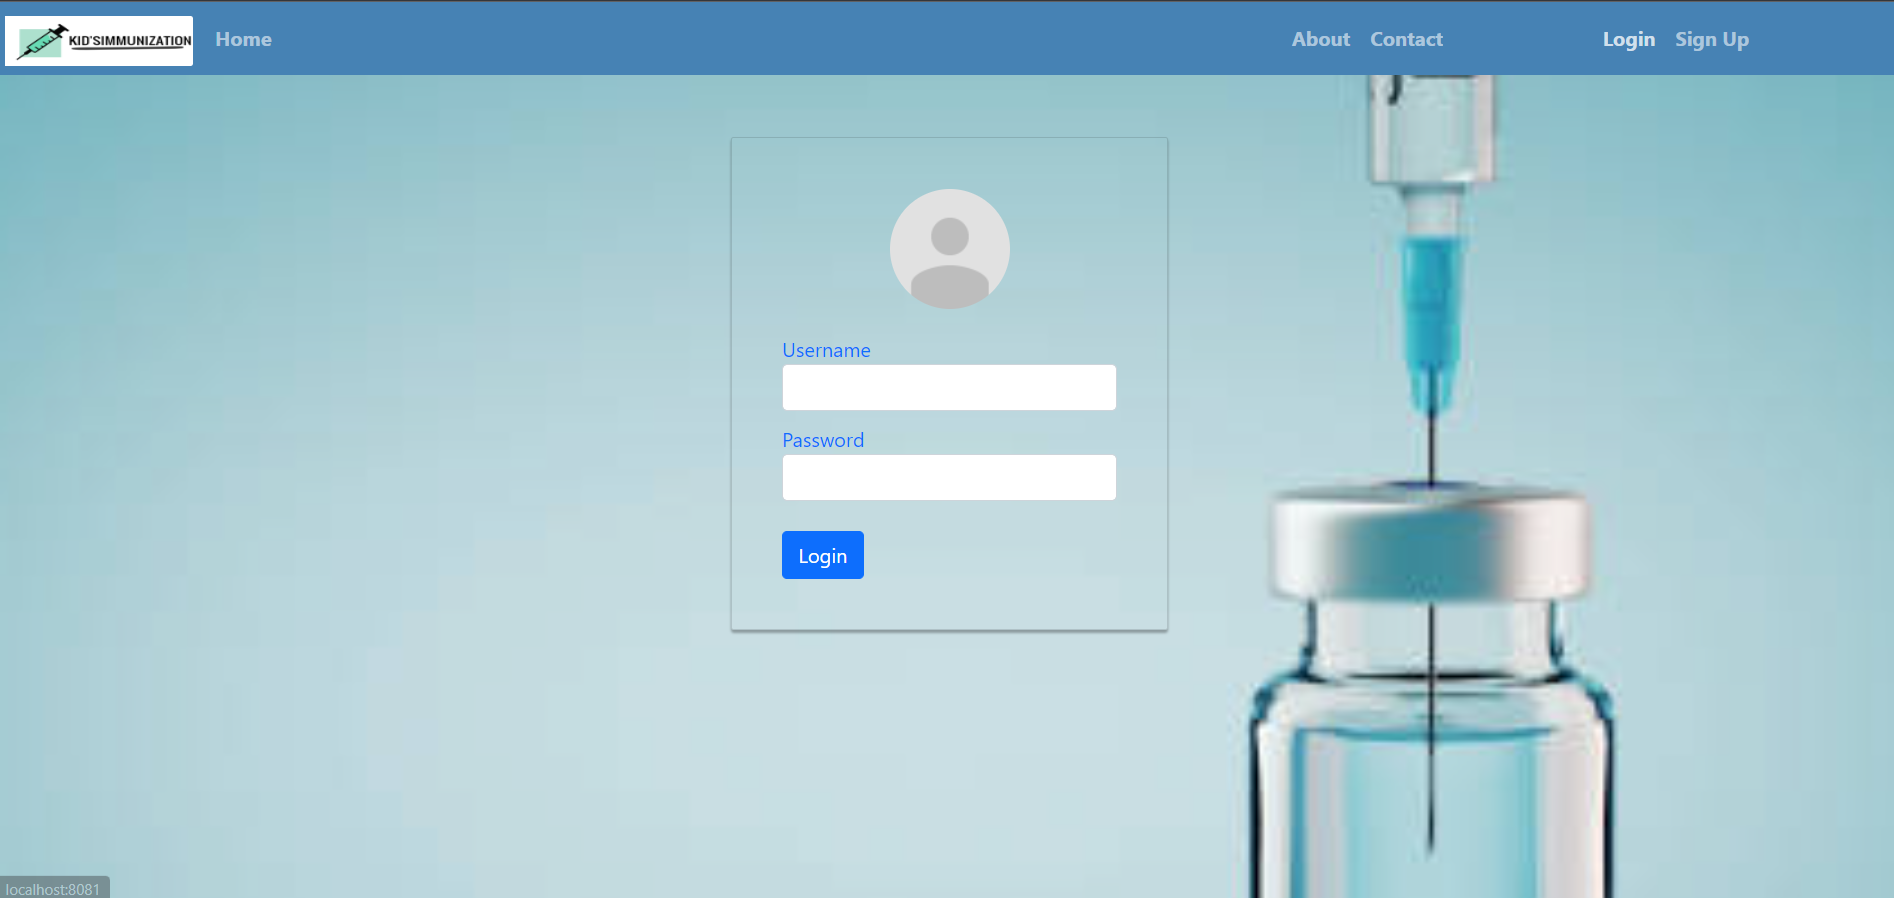 KID'SIMMUNIZATION Home About Contact Login Sign Up
Username
Password
Login
localhost:8081